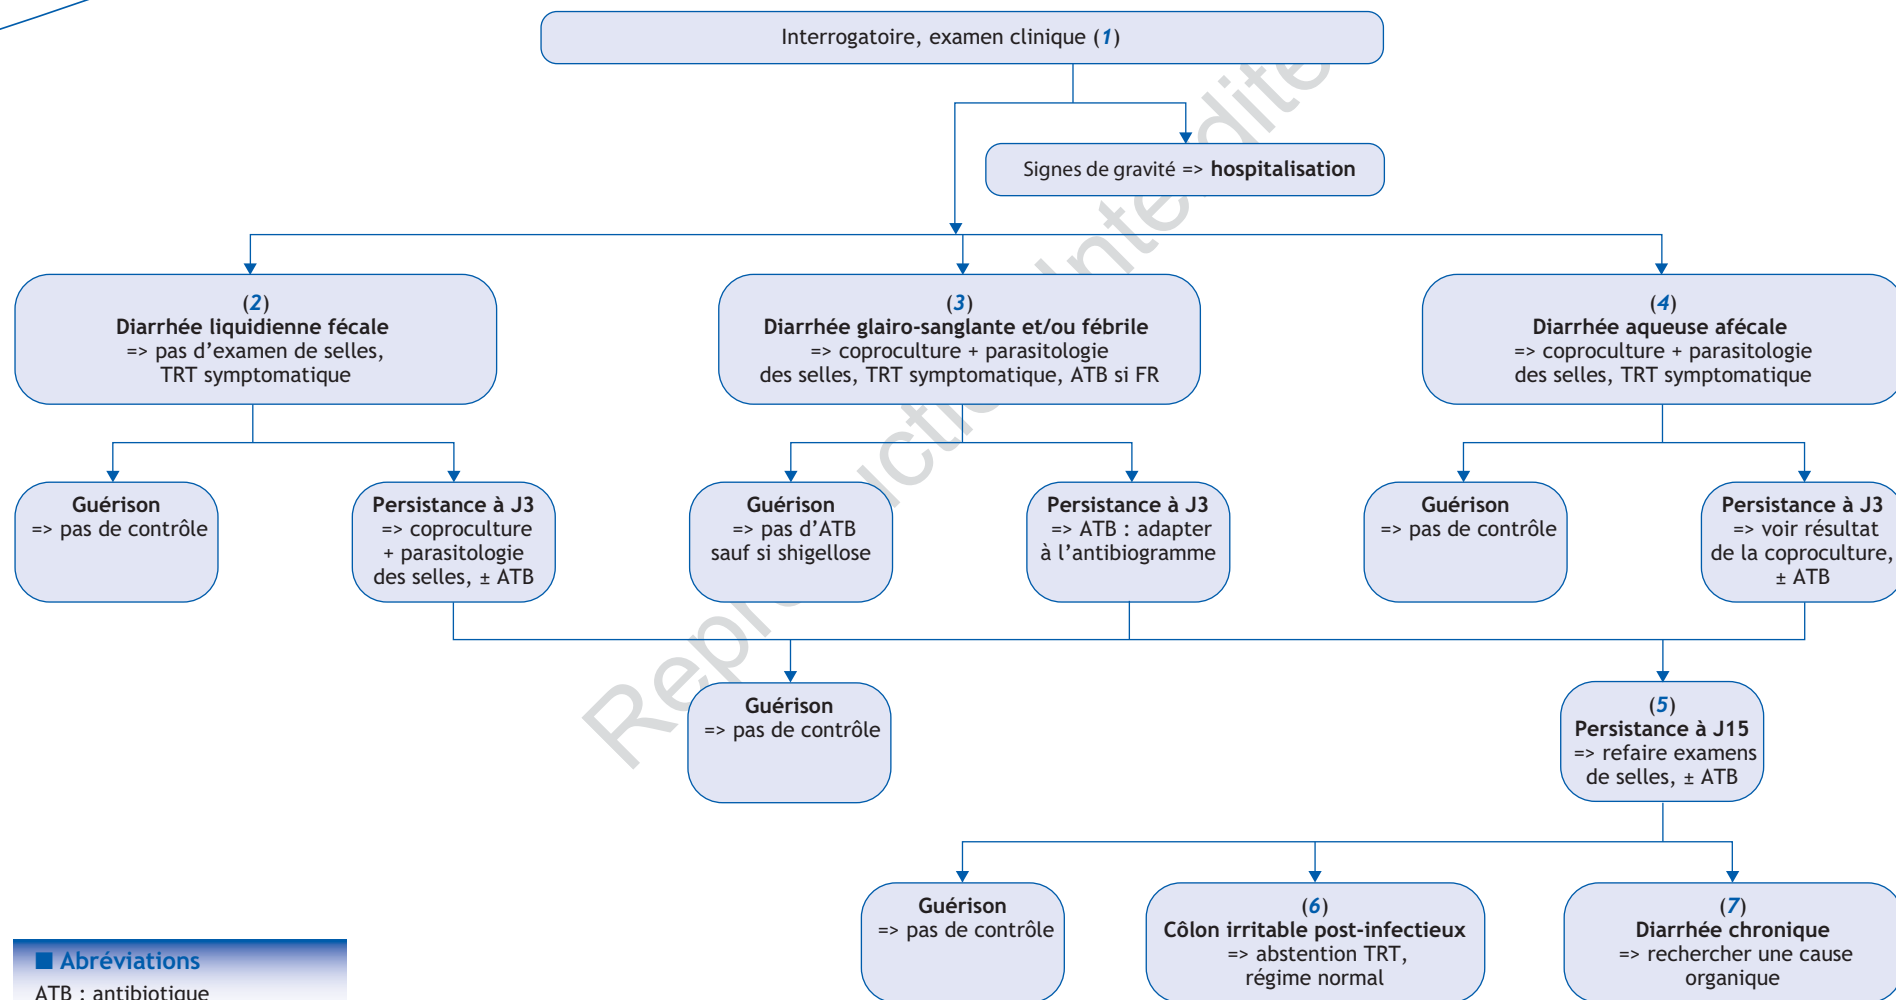 Interrogatoire, examen clinique (1)
Signes de gravité => hospitalisation
(2)
Diarrhée liquidienne fécale
=> pas d’examen de selles,
TRT symptomatique
(3)
Diarrhée glairo-sanglante et/ou fébrile
=> coproculture + parasitologie
des selles, TRT symptomatique, ATB si FR
(4)
Diarrhée aqueuse afécale
=> coproculture + parasitologie
des selles, TRT symptomatique
Guérison
=> pas de contrôle
Persistance à J3
=> coproculture
+ parasitologie
des selles, ± ATB
Guérison
=> pas d’ATB
sauf si shigellose
Persistance à J3
=> ATB : adapter
à l’antibiogramme
Guérison
=> pas de contrôle
Persistance à J3
=> voir résultat
de la coproculture,
± ATB
Guérison
=> pas de contrôle
(5)
Persistance à J15
=> refaire examens
de selles, ± ATB
Guérison
=> pas de contrôle
(6)
Côlon irritable post-infectieux
=> abstention TRT,
régime normal
(7)
Diarrhée chronique
=> rechercher une cause
organique
■ Abréviations
ATB : antibiotique